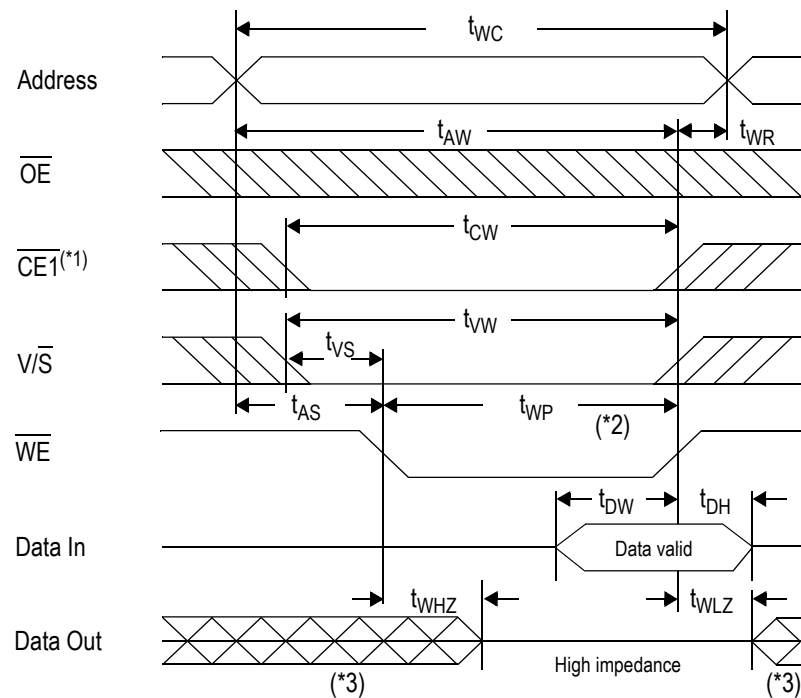 tWC
Address
tAW
tWR
OE
tCW
CE1(*1)
tVW
tVS
V/S
tAS
tWP
(*2)
WE
tDW
tDH
Data In
Data valid
tWHZ
tWLZ
Data Out
High impedance
(*3)
(*3)